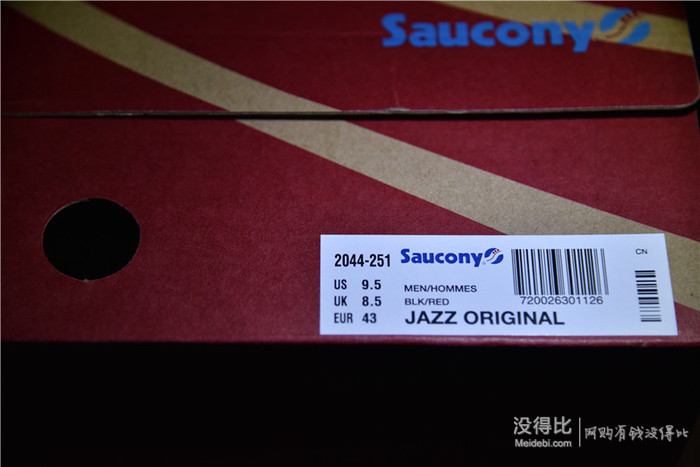 Saucony
2044-251 Saucony
CN
US 9.5
UK 8.5
EUR 43
MEN/HOMMES
BLK/RED
JAZZ ORIGINAL
720026301126
没得比
Meidebi.com
网购有钱没得比